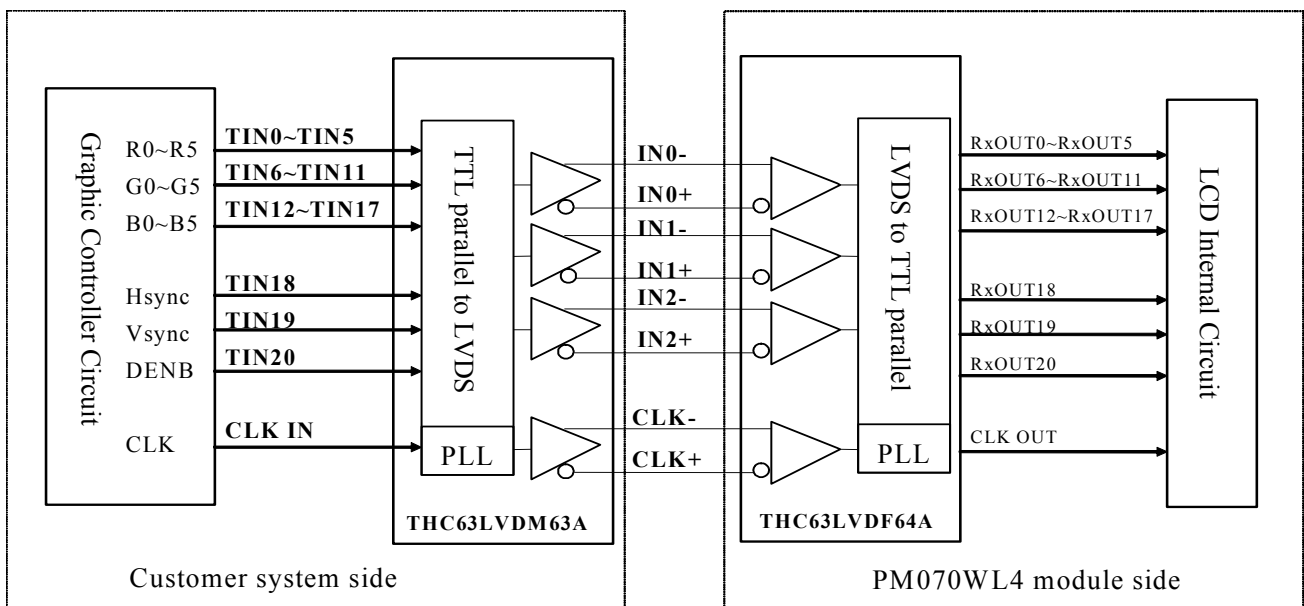 Graphic Controller Circuit
R0~R5
G0~G5
B0~B5
Hsync
Vsync
DENB
CLK
TIN0~TIN5
TIN6~TIN11
TIN12~TIN17
TIN18
TIN19
TIN20
CLK IN
TTL parallel to LVDS
PLL
THC63LVDM63A
Customer system side
IN0-
IN0+
IN1-
IN1+
IN2-
IN2+
CLK-
CLK+
LVDS to TTL parallel
PLL
THC63LVDF64A
RxOUT0~RxOUT5
RxOUT6~RxOUT11
RxOUT12~RxOUT17
RxOUT18
RxOUT19
RxOUT20
CLK OUT
LCD Internal Circuit
PM070WL4 module side